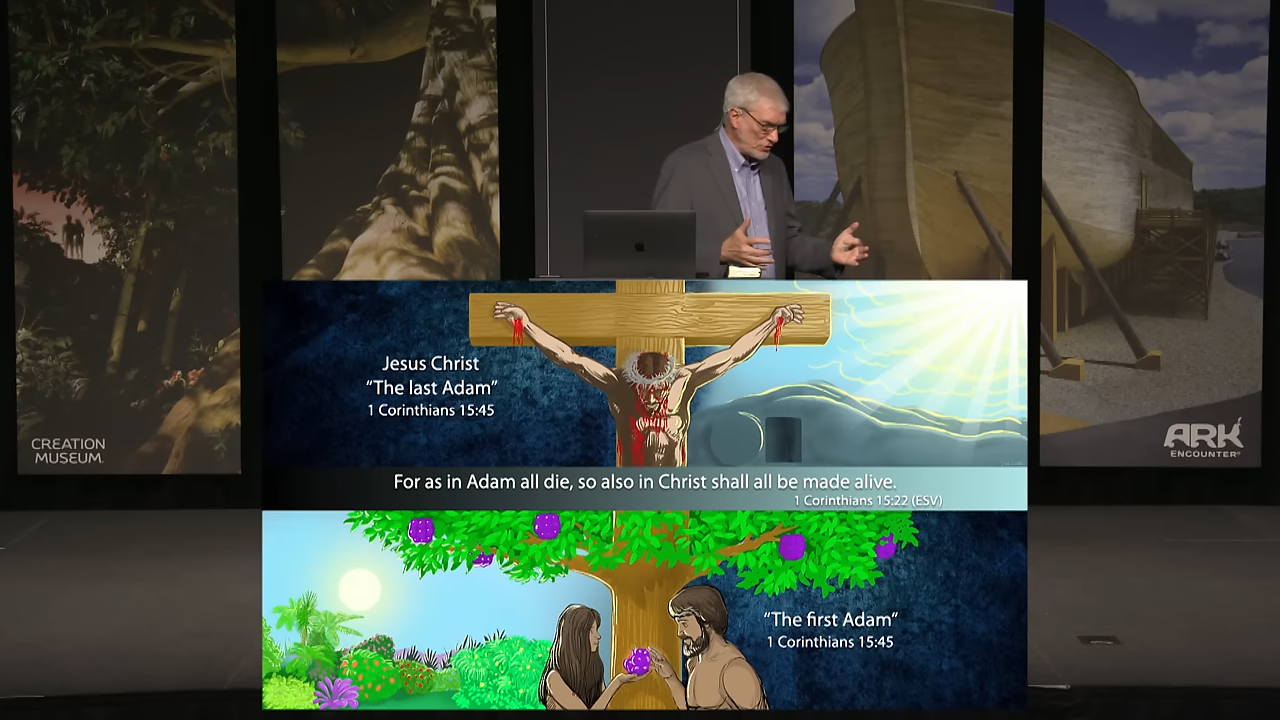 CREATION
MUSEUM
ARK
ENCOUNTER
Jesus Christ
“The last Adam”
1 Corinthians 15:45
For as in Adam all die, so also in Christ shall all be made alive.
1 Corinthians 15:22 (ESV)
“The first Adam”
1 Corinthians 15:45